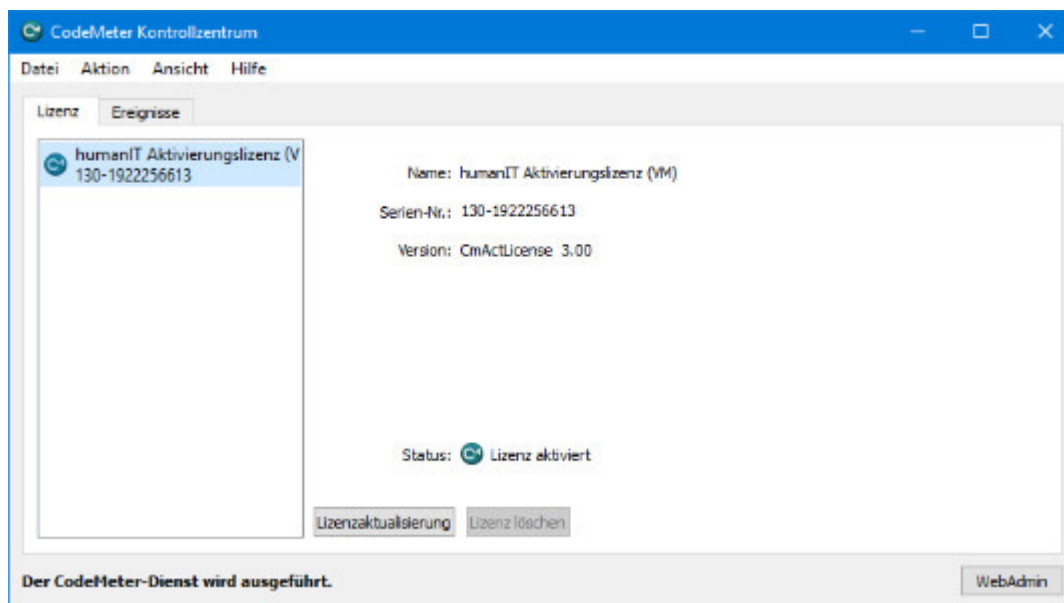 CodeMeter Kontrollzentrum
Datei Aktion Ansicht Hilfe
Lizenz Ereignisse
humanIT Aktivierungslizenz (V
130-1922256613
Name: humanIT Aktivierungslizenz (VM)
Serien-Nr.: 130-1922256613
Version: CmActLicense 3.00
Status: Lizenz aktiviert
Lizenzaktualisierung Lizenz löschen
Der CodeMeter-Dienst wird ausgeführt. WebAdmin